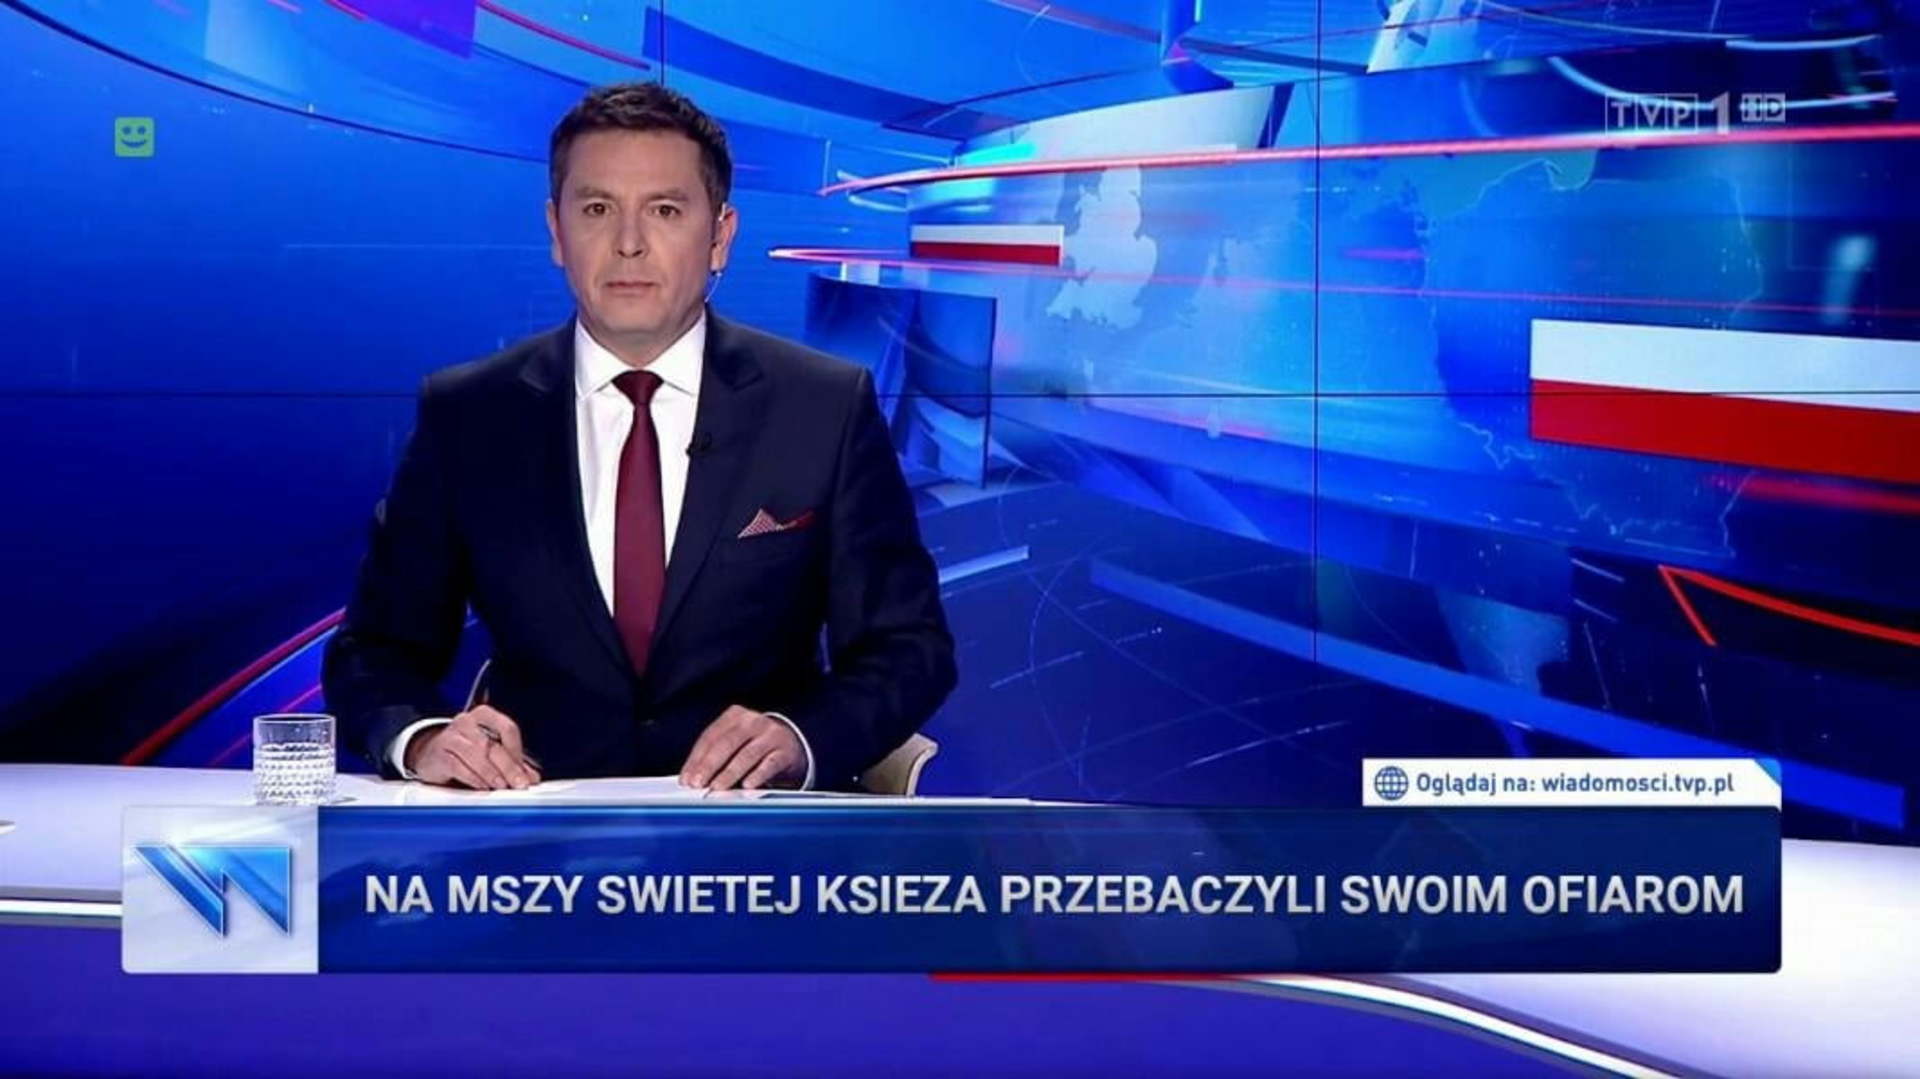 TVP1 HD
Oglądaj na: wiadomosci.tvp.pl
NA MSZY SWIETEJ KSIEZA PRZEBACZYLI SWOIM OFIAROM